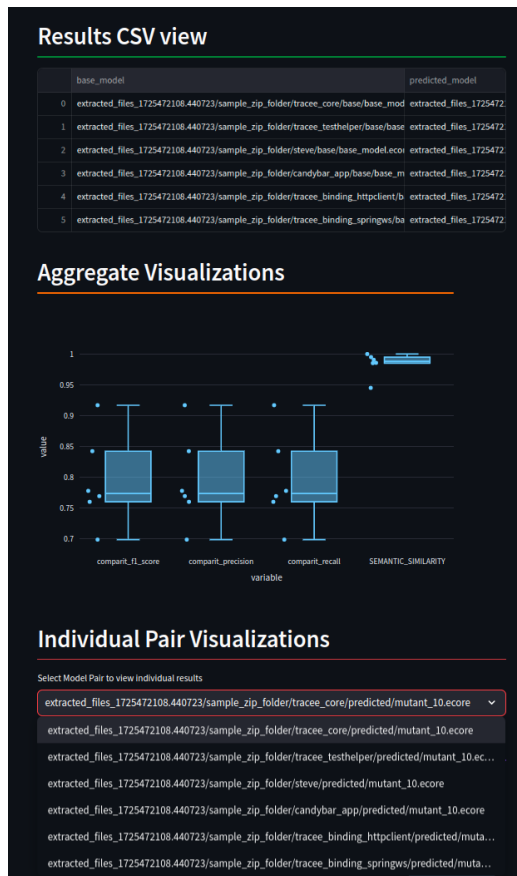 Results CSV view
base_model predicted_model
0 extracted_files_1725472108.440723/sample_zip_folder/tracee_core/base/base_mod extracted_files_1725472
1 extracted_files_1725472108.440723/sample_zip_folder/tracee_testhelper/base/base extracted_files_1725472
2 extracted_files_1725472108.440723/sample_zip_folder/steve/base/base_model.eco extracted_files_1725472
3 extracted_files_1725472108.440723/sample_zip_folder/candybar_app/base/base_m extracted_files_1725472
4 extracted_files_1725472108.440723/sample_zip_folder/tracee_binding_httpclient/b extracted_files_1725472
5 extracted_files_1725472108.440723/sample_zip_folder/tracee_binding_springws/ba extracted_files_1725472
Aggregate Visualizations
1
0.95
0.9
0.85
0.8
0.75
0.7
value
comparit_f1_score comparit_precision comparit_recall SEMANTIC_SIMILARITY
variable
Individual Pair Visualizations
Select Model Pair to view individual results
extracted_files_1725472108.440723/sample_zip_folder/tracee_core/predicted/mutant_10.ecore
extracted_files_1725472108.440723/sample_zip_folder/tracee_core/predicted/mutant_10.ecore
extracted_files_1725472108.440723/sample_zip_folder/tracee_testhelper/predicted/mutant_10.ec...
extracted_files_1725472108.440723/sample_zip_folder/steve/predicted/mutant_10.ecore
extracted_files_1725472108.440723/sample_zip_folder/candybar_app/predicted/mutant_10.ecore
extracted_files_1725472108.440723/sample_zip_folder/tracee_binding_httpclient/predicted/muta...
extracted_files_1725472108.440723/sample_zip_folder/tracee_binding_springws/predicted/muta...